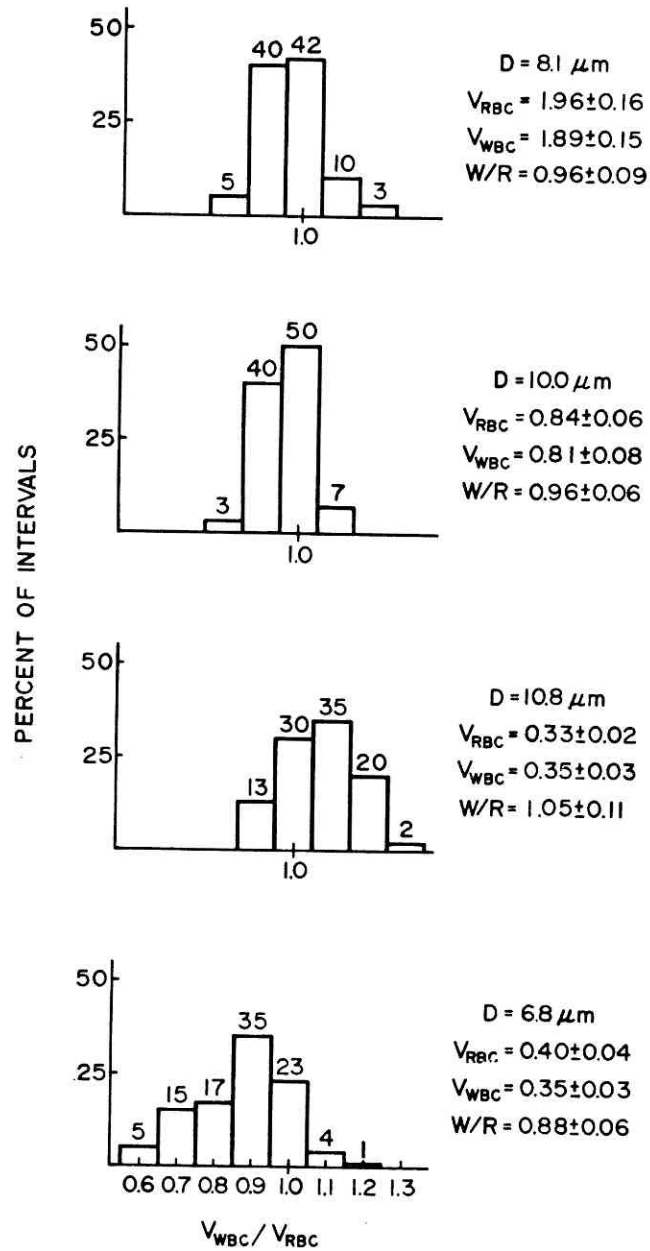 PERCENT OF INTERVALS
50
25
5
40
42
10
3
1.0
D = 8.1 μm
V_RBC = 1.96±0.16
V_WBC = 1.89±0.15
W/R = 0.96±0.09
50
25
3
40
50
7
1.0
D = 10.0 μm
V_RBC = 0.84±0.06
V_WBC = 0.81±0.08
W/R = 0.96±0.06
50
25
13
30
35
20
2
1.0
D = 10.8 μm
V_RBC = 0.33±0.02
V_WBC = 0.35±0.03
W/R = 1.05±0.11
50
25
5
15
17
35
23
4
1
0.6 0.7 0.8 0.9 1.0 1.1 1.2 1.3
V_WBC / V_RBC
D = 6.8 μm
V_RBC = 0.40±0.04
V_WBC = 0.35±0.03
W/R = 0.88±0.06